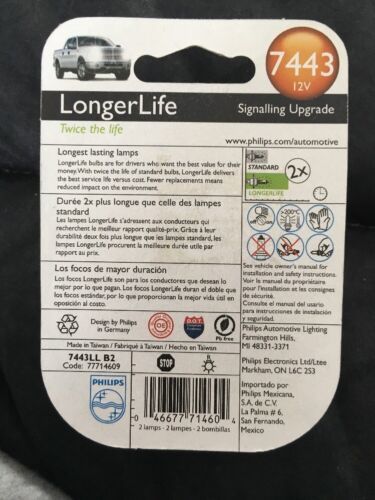 7443
12V
LongerLife
Signalling Upgrade
Twice the life
www.philips.com/automotive
Longest lasting lamps
LongerLife bulbs are for drivers who want the best value for their
money. With twice the life of standard bulbs, LongerLife delivers
the best service life versus cost. Fewer replacements means
reduced impact on the environment.
STANDARD
LONGERLIFE
2x
Durée 2x plus longue que celle des lampes
standard
Les lampes LongerLife s'adressent aux conducteurs qui
recherchent le meilleur rapport qualité-prix. Grâce à leur
durabilité deux fois plus longue que les lampes standard, les
lampes LongerLife procurent la meilleure durée utile par
rapport au prix.
>200°C
Los focos de mayor duración
Los focos LongerLife son para los conductores que desean lo
mejor por lo que pagan. Los focos LongerLife duran el doble que
los focos estándar, por lo que proporcionan la mejor vida útil en
oposición al costo.
See vehicle owner's manual for
installation and safety instructions.
Voir le manual du propriétaire
pour l'installation et les consignes
de sécurité.
Consulte el manual del usario
para instrucciones de instalación
y seguridad.
Design by Philips
in Germany
OE
D.O.T.
Pb free
Made in Taiwan / Fabriqué à Taiwan / Hecho en Taiwan
Philips Automotive Lighting
Farmington Hills,
MI 48331-3371
7443LL B2
Code: 77714609
STOP
R
Philips Electronics Ltd/Ltee
Markham, ON L6C 2S3
PHILIPS
Importado por
Philips Mexicana,
S.A. de C.V.
La Palma # 6,
San Fernando,
Mexico
0 46677 71460 4
2 lamps - 2 lampes - 2 bombillas